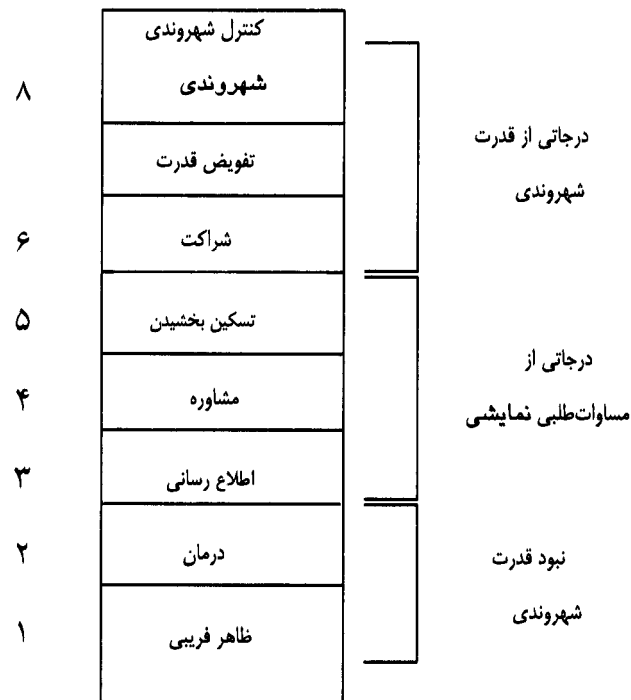 کنترل شهروندی
شهروندی
۸
تفویض قدرت
شراکت
۶
درجاتی از قدرت
شهروندی
تسکین بخشیدن
۵
مشاوره
۴
اطلاع رسانی
۳
درجاتی از
مساوات‌طلبی نمایشی
درمان
۲
ظاهر فریبی
۱
نبود قدرت
شهروندی